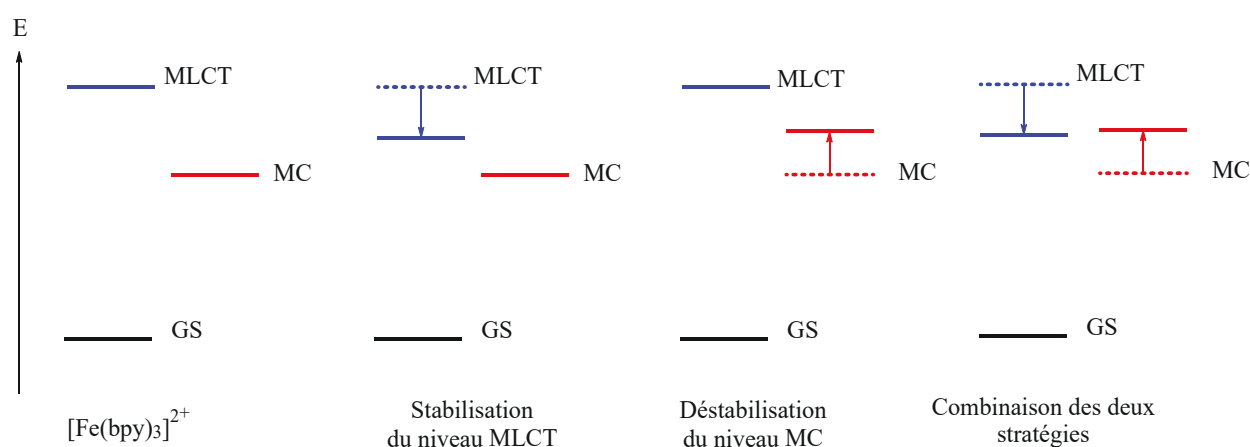 E
MLCT
MC
GS
[Fe(bpy)3]2+
MLCT
MC
GS
Stabilisation
du niveau MLCT
MLCT
MC
GS
Déstabilisation
du niveau MC
MLCT
MC
GS
Combinaison des deux
stratégies